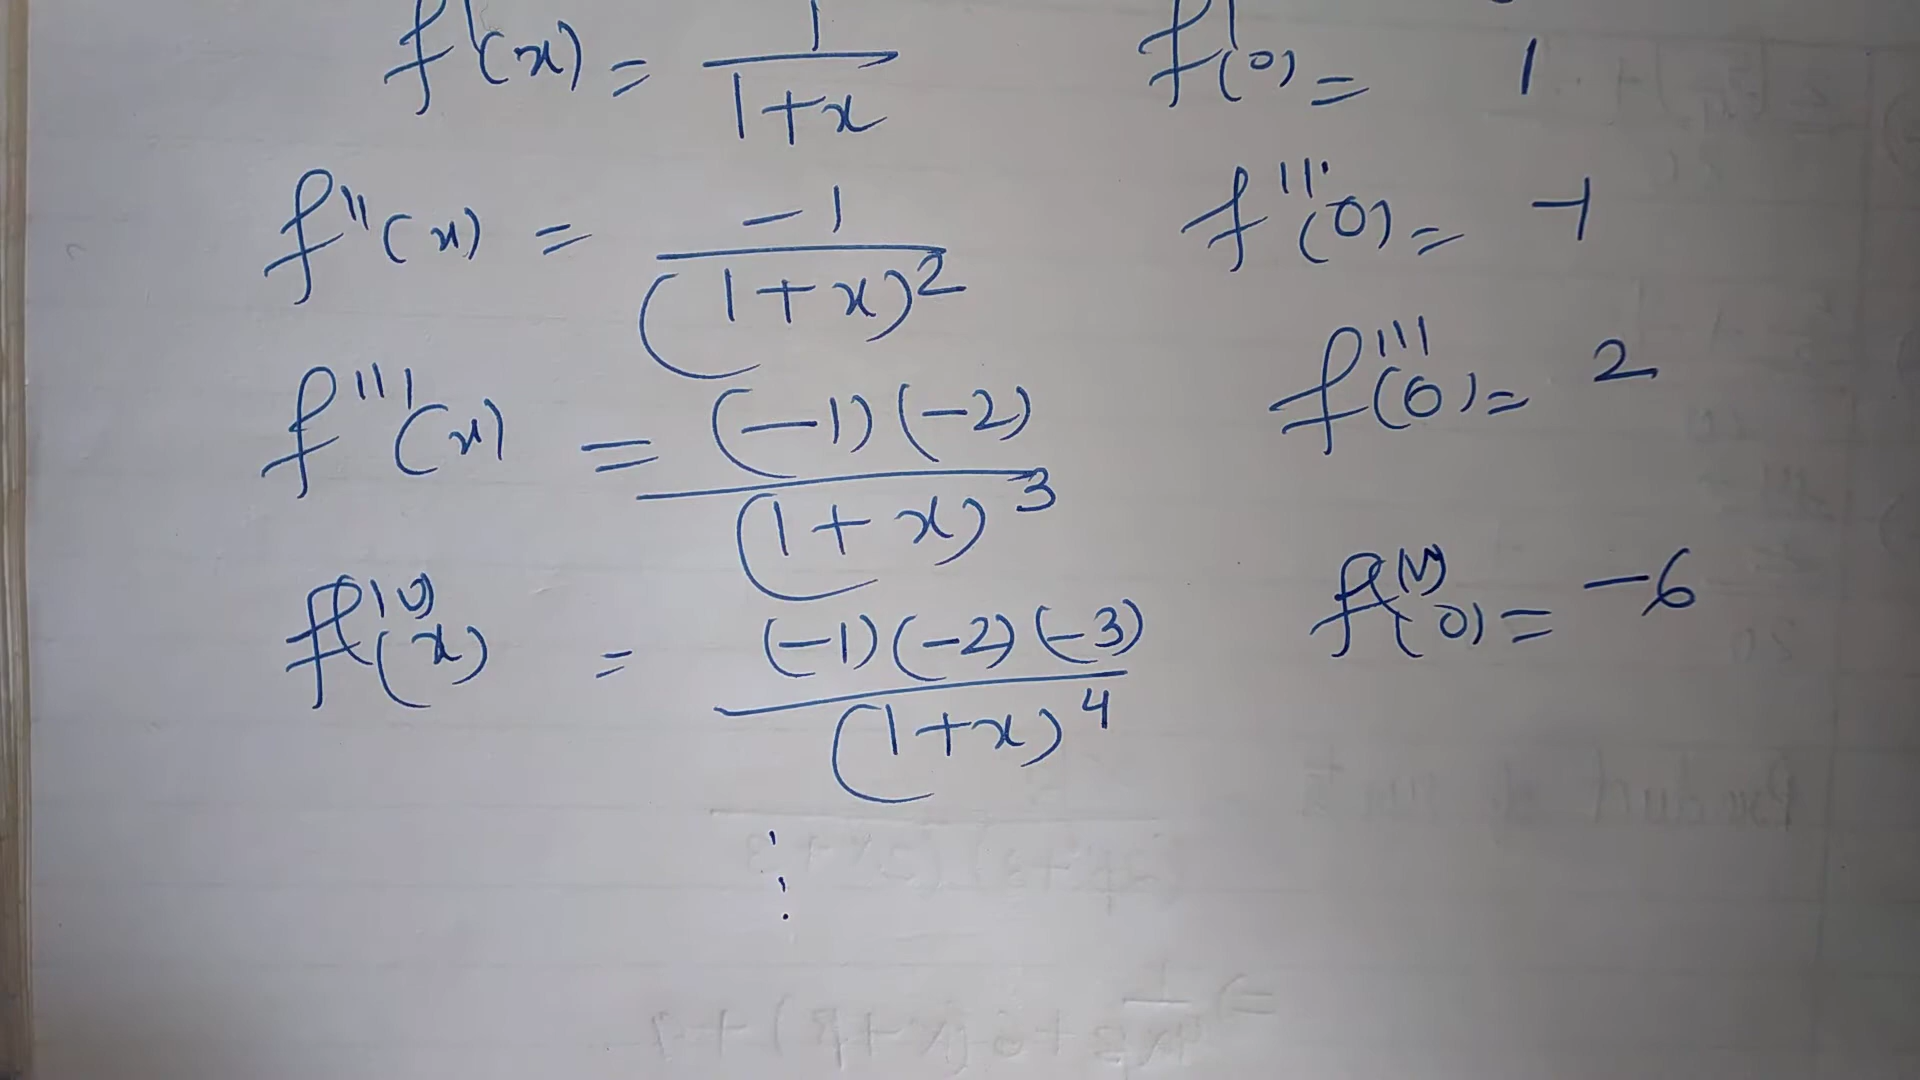 f'(x) = 1/(1+x)    f'(0) = 1
f''(x) = -1/(1+x)²    f'''(0) = -1
f'''(x) = (-1)(-2)/(1+x)³    f'''(0) = 2
f^(iv)(x) = (-1)(-2)(-3)/(1+x)⁴    f^(iv)(0) = -6
⋮